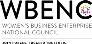 WBENC
WOMEN'S BUSINESS ENTERPRISE
NATIONAL COUNCIL